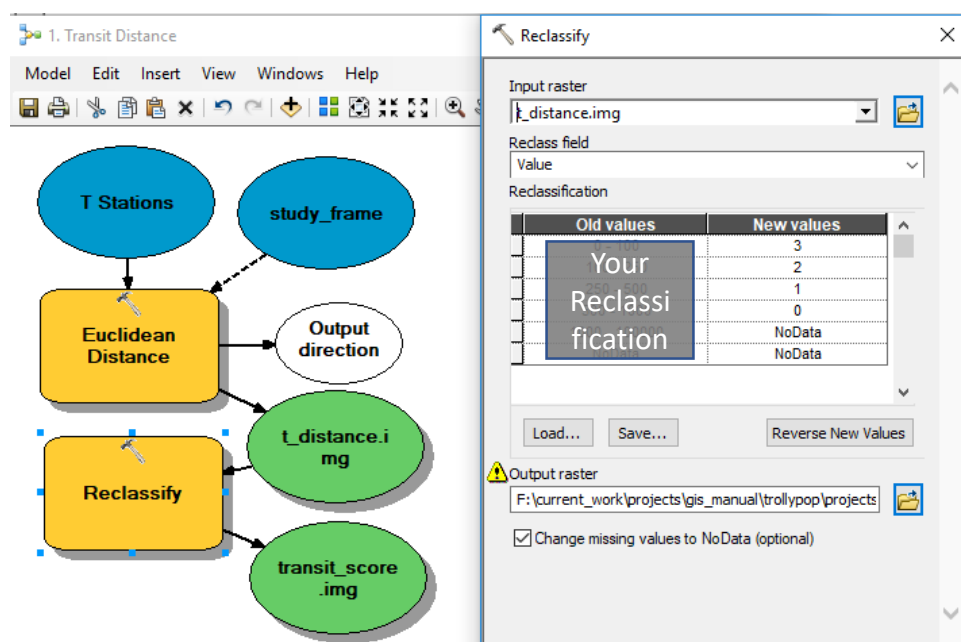 1. Transit Distance
Model Edit Insert View Windows Help
T Stations
study_frame
Euclidean
Distance
Output
direction
t_distance.i
mg
Reclassify
transit_score
.img
Reclassify
Input raster
t_distance.img
Reclass field
Value
Reclassification
Old values New values
3
2
250 - 500 1
0
NoData
NoData NoData
Your
Reclassi
fication
Load... Save... Reverse New Values
Output raster
F:\current_work\projects\gis_manual\trollypop\projects
Change missing values to NoData (optional)